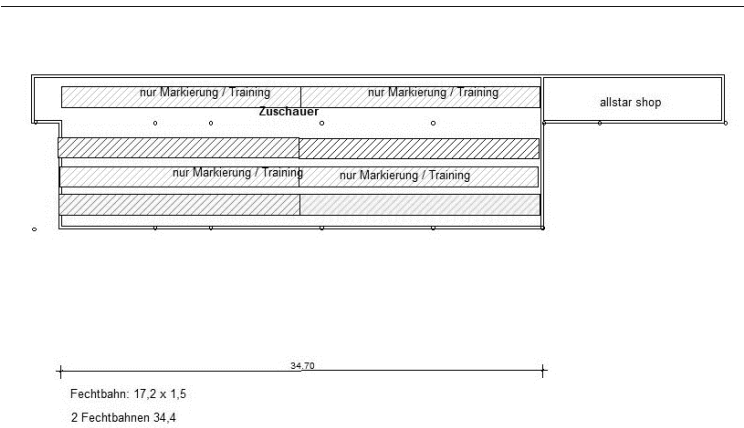 nur Markierung / Training
nur Markierung / Training
allstar shop
Zuschauer
nur Markierung / Training
nur Markierung / Training
34,70
Fechtbahn: 17,2 x 1,5
2 Fechtbahnen 34,4